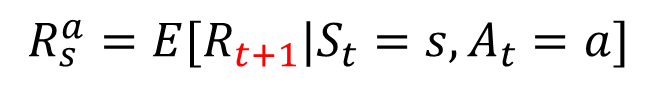 $R_s^a = E[R_{t+1}|S_t = s, A_t = a]$